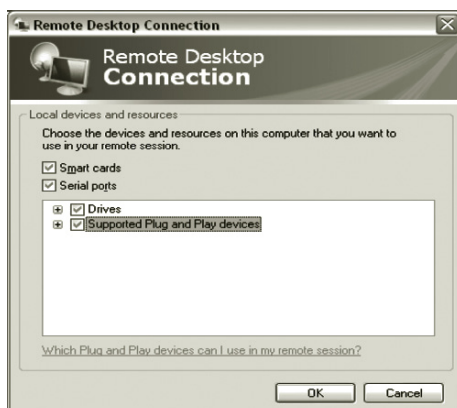 Remote Desktop Connection
Remote Desktop
Connection
Local devices and resources
Choose the devices and resources on this computer that you want to
use in your remote session.
Smart cards
Serial ports
Drives
Supported Plug and Play devices
Which Plug and Play devices can I use in my remote session?
OK Cancel